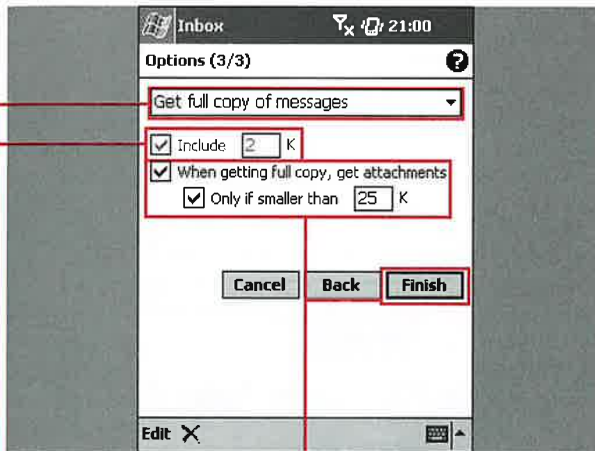 Inbox 21:00
Options (3/3) ?
Get full copy of messages
Include 2 K
When getting full copy, get attachments
Only if smaller than 25 K
Cancel Back Finish
Edit